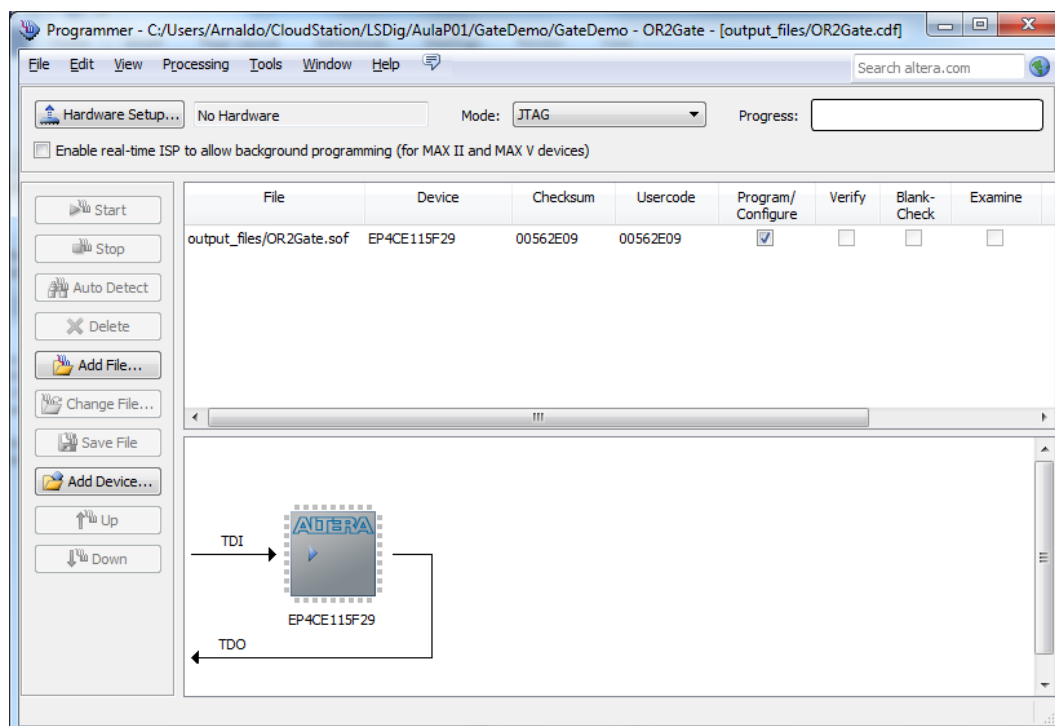 Programmer - C:/Users/Arnaldo/CloudStation/LSDig/AulaP01/GateDemo/GateDemo - OR2Gate - [output_files/OR2Gate.cdf]
File Edit View Processing Tools Window Help Search altera.com
Hardware Setup... No Hardware Mode: JTAG Progress:
Enable real-time ISP to allow background programming (for MAX II and MAX V devices)
Start
Stop
Auto Detect
Delete
Add File...
Change File...
Save File
Add Device...
Up
Down
File Device Checksum Usercode Program/ Verify Blank- Examine
Configure Check
output_files/OR2Gate.sof EP4CE115F29 00562E09 00562E09
ALTERA
TDI
EP4CE115F29
TDO